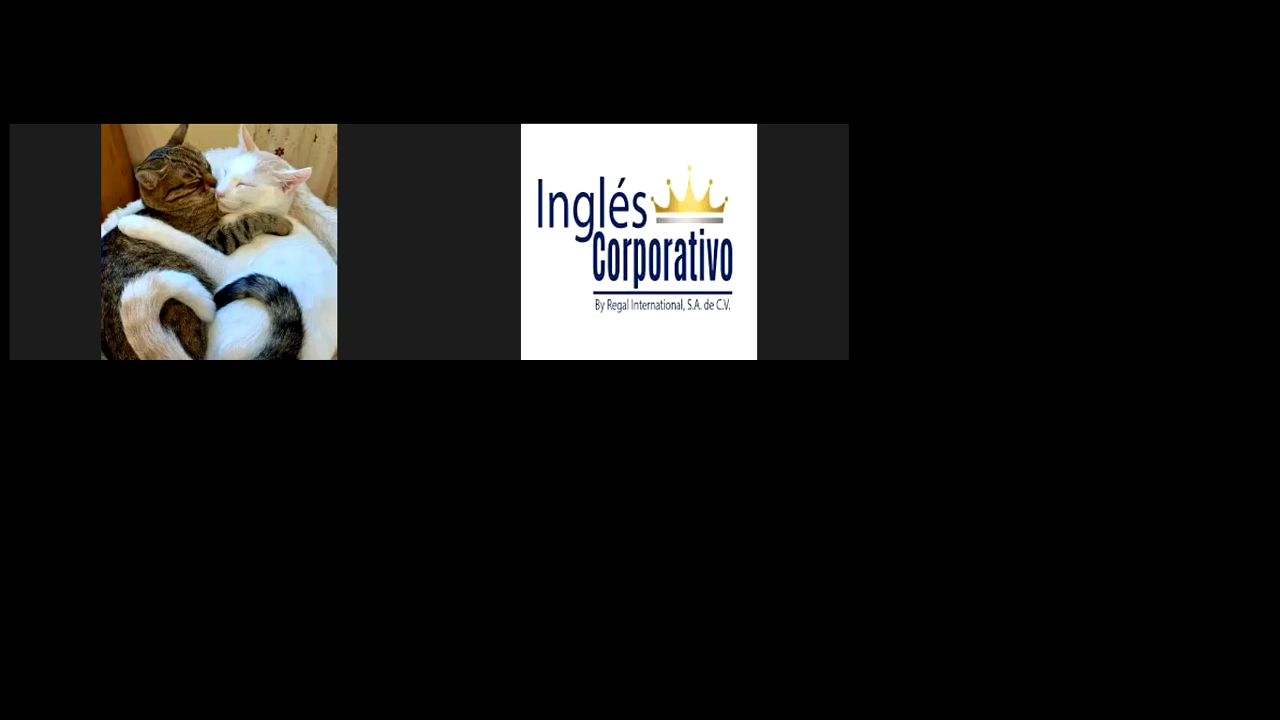 Inglés
Corporativo
By Regal International, S.A. de C.V.